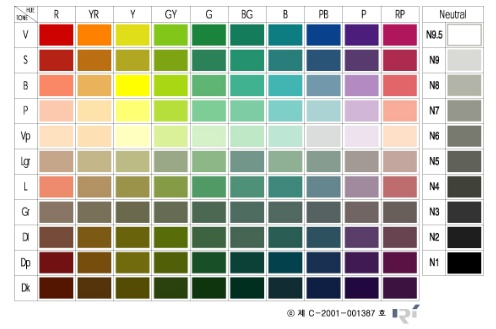 HUE
TONE
R YR Y GY G BG B PB P RP Neutral
V N9.5
S N9
B N8
P N7
Vp N6
Lgr N5
L N4
Gr N3
Dl N2
Dp N1
Dk
ⓒ 제 C-2001-001387 호 IRI